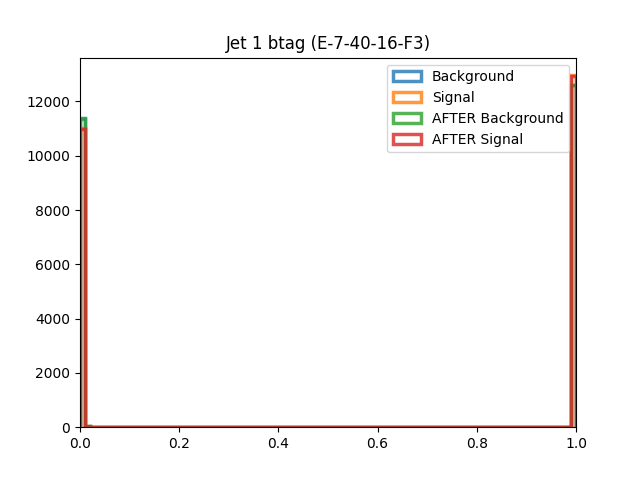 Jet 1 btag (E-7-40-16-F3)
Background
Signal
AFTER Background
AFTER Signal
12000
10000
8000
6000
4000
2000
0
0.0 0.2 0.4 0.6 0.8 1.0